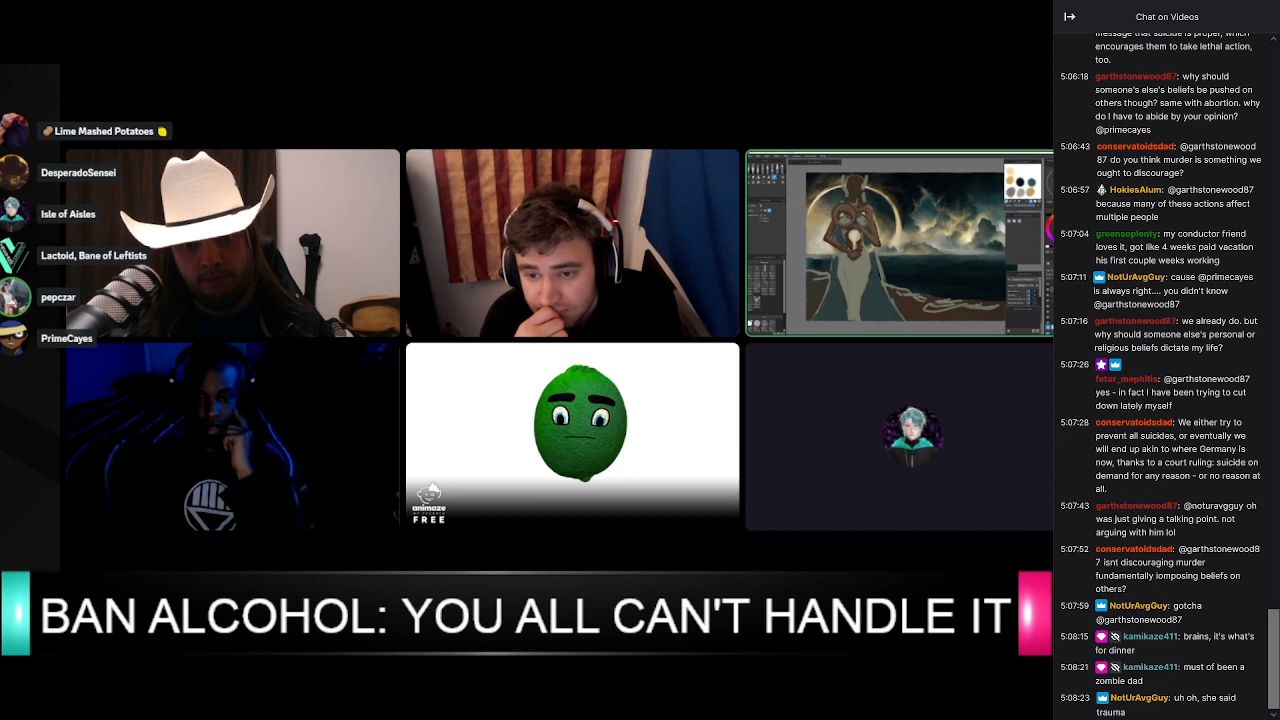 Chat on Videos
message that suicide is proper, which
encourages them to take lethal action,
too.
5:06:18 garthstonewood87: why should
someone's else's beliefs be pushed on
others though? same with abortion. why
do I have to abide by your opinion?
@primecayes
5:06:43 conservatoidsdad: @garthstonewood
87 do you think murder is something we
ought to discourage?
5:06:57 HokiesAlum: @garthstonewood87
because many of these actions affect
multiple people
5:07:04 greensoplenty: my conductor friend
loves it, got like 4 weeks paid vacation
his first couple weeks working
5:07:11 NotUrAvgGuy: cause @primecayes
is always right.... you didn't know
@garthstonewood87?
5:07:16 garthstonewood87: we already do. but
why should someone else's personal or
religious beliefs dictate my life?
5:07:26
fetor_mephitis: @garthstonewood87
yes - in fact I have been trying to cut
down lately myself
5:07:28 conservatoidsdad: We either try to
prevent all suicides, or eventually we
will end up akin to where Germany is
now, thanks to a court ruling: suicide on
demand for any reason - or no reason at
all.
5:07:43 garthstonewood87: @noturavgguy oh
was just giving a talking point. not
arguing with him lol
5:07:52 conservatoidsdad: @garthstonewood8
7 isnt discouraging murder
fundamentally iomposing beliefs on
others?
5:07:59 NotUrAvgGuy: gotcha
@garthstonewood87
5:08:15 kamikaze411: brains, it's what's
for dinner
5:08:21 kamikaze411: must of been a
zombie dad
5:08:23 NotUrAvgGuy: uh oh, she said
trauma
Lime Mashed Potatoes
DesperadoSensei
Isle of Aisles
Lactoid, Bane of Leftists
pepczar
PrimeCayes
animaze
FREE
BAN ALCOHOL: YOU ALL CAN'T HANDLE IT